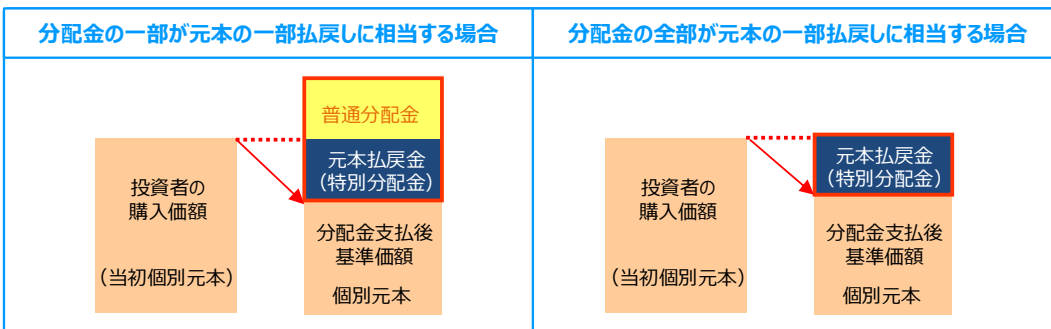 分配金の一部が元本の一部払戻しに相当する場合
普通分配金
元本払戻金
（特別分配金）
投資者の
購入価額
（当初個別元本）
分配金支払後
基準価額
個別元本
分配金の全部が元本の一部払戻しに相当する場合
元本払戻金
（特別分配金）
投資者の
購入価額
（当初個別元本）
分配金支払後
基準価額
個別元本